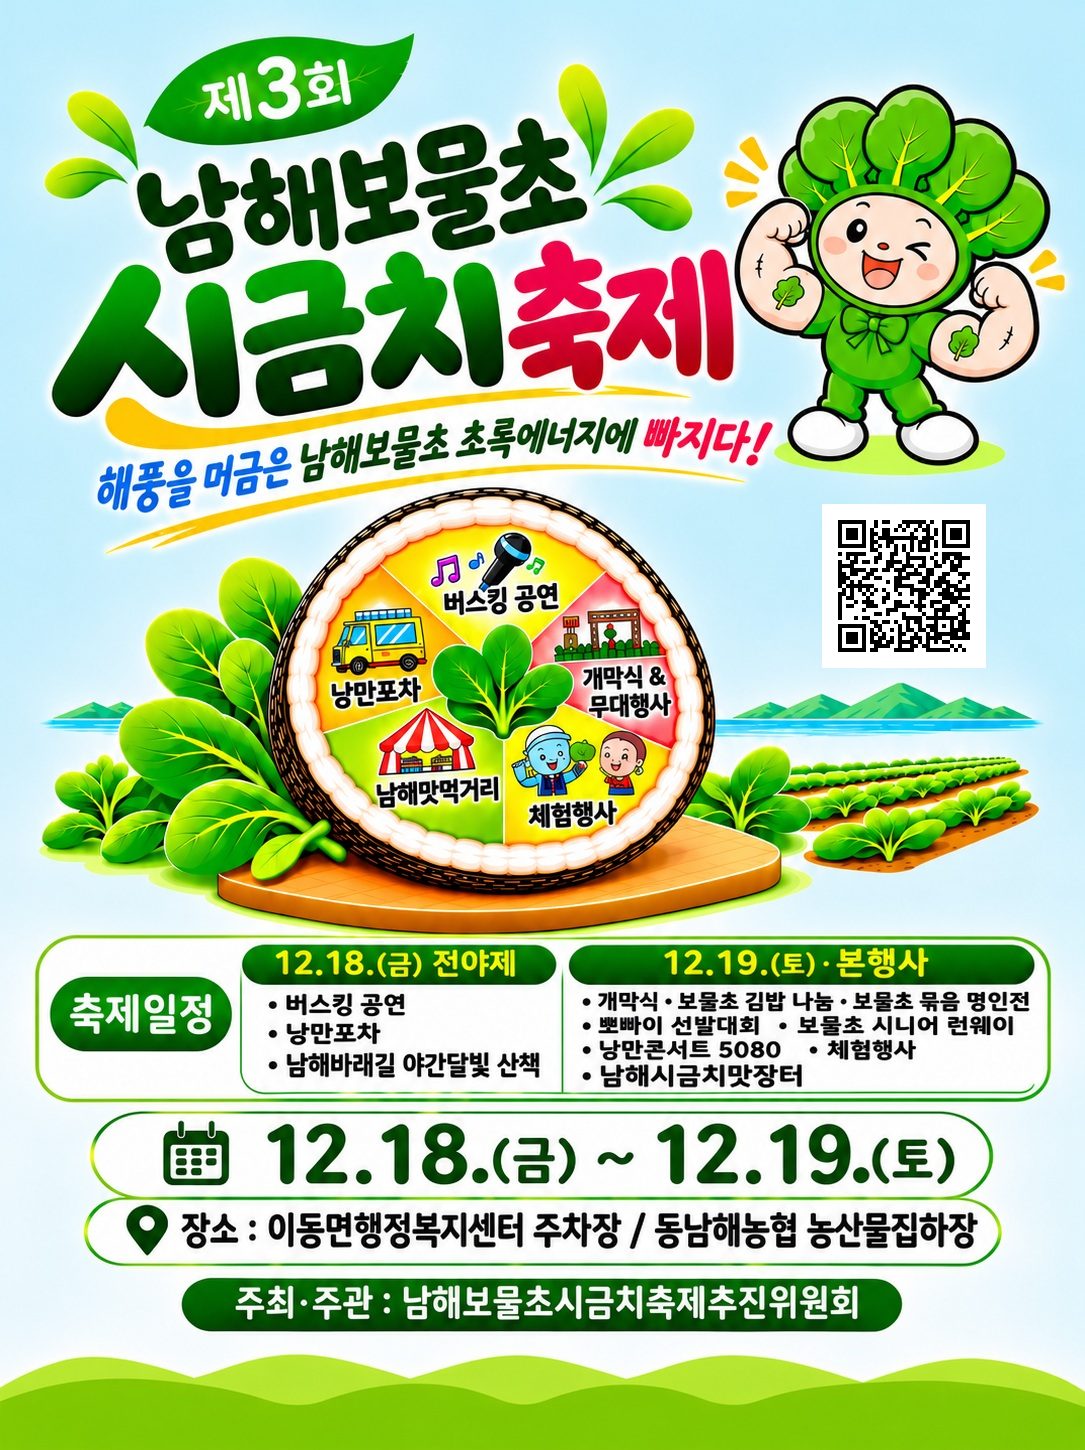 제3회
남해보물초
시금치축제
해풍을 머금은 남해보물초 초록에너지에 빠지다!
버스킹 공연
낭만포차
개막식 &
무대행사
남해맛먹거리
체험행사
축제일정
12.18.(금) 전야제
• 버스킹 공연
• 낭만포차
• 남해바래길 야간달빛 산책
12.19.(토)·본행사
• 개막식·보물초 김밥 나눔·보물초 묶음 명인전
• 뽀빠이 선발대회 • 보물초 시니어 런웨이
• 낭만콘서트 5080 • 체험행사
• 남해시금치맛장터
12.18.(금) ~ 12.19.(토)
장소 : 이동면행정복지센터 주차장 / 동남해농협 농산물집하장
주최·주관 : 남해보물초시금치축제추진위원회